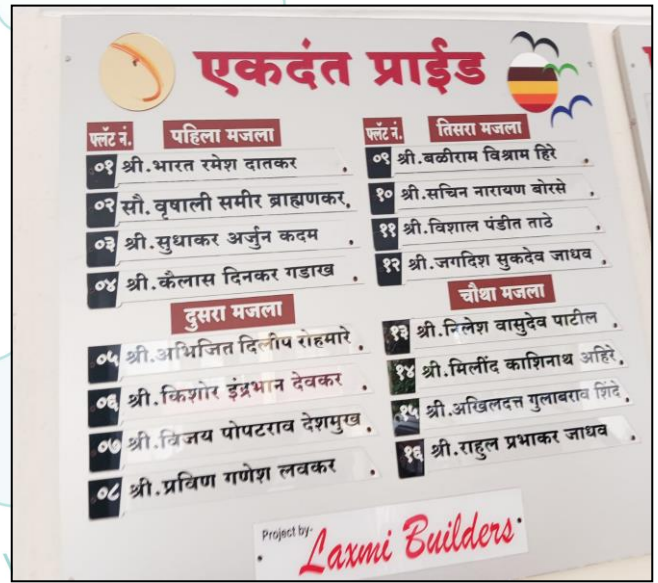 एकदंत प्राईड
फ्लॅट नं. पहिला मजला
०१ श्री.भारत रमेश दातकर
०२ सौ.वृषाली समीर ब्राह्मणकर
०३ श्री.सुधाकर अर्जुन कदम
०४ श्री.कैलास दिनकर गडाख
दुसरा मजला
०५ श्री.अभिजित दिलीप रोहमारे
०६ श्री.किशोर इंद्रभान देवकर
०७ श्री.विजय पोपटराव देशमुख
०८ श्री.प्रविण गणेश लवकर
फ्लॅट नं. तिसरा मजला
०९ श्री.बळीराम विश्राम हिरे
१० श्री.सचिन नारायण बोरसे
११ श्री.विशाल पंडीत ताठे
१२ श्री.जगदिश सुकदेव जाधव
चौथा मजला
१३ श्री.निलेश वासुदेव पाटील
१४ श्री.मिलींद काशिनाथ अहिरे
१५ श्री.अखिलदत्त गुलाबराव शिंदे
१६ श्री.राहुल प्रभाकर जाधव
Project by-
Laxmi Builders